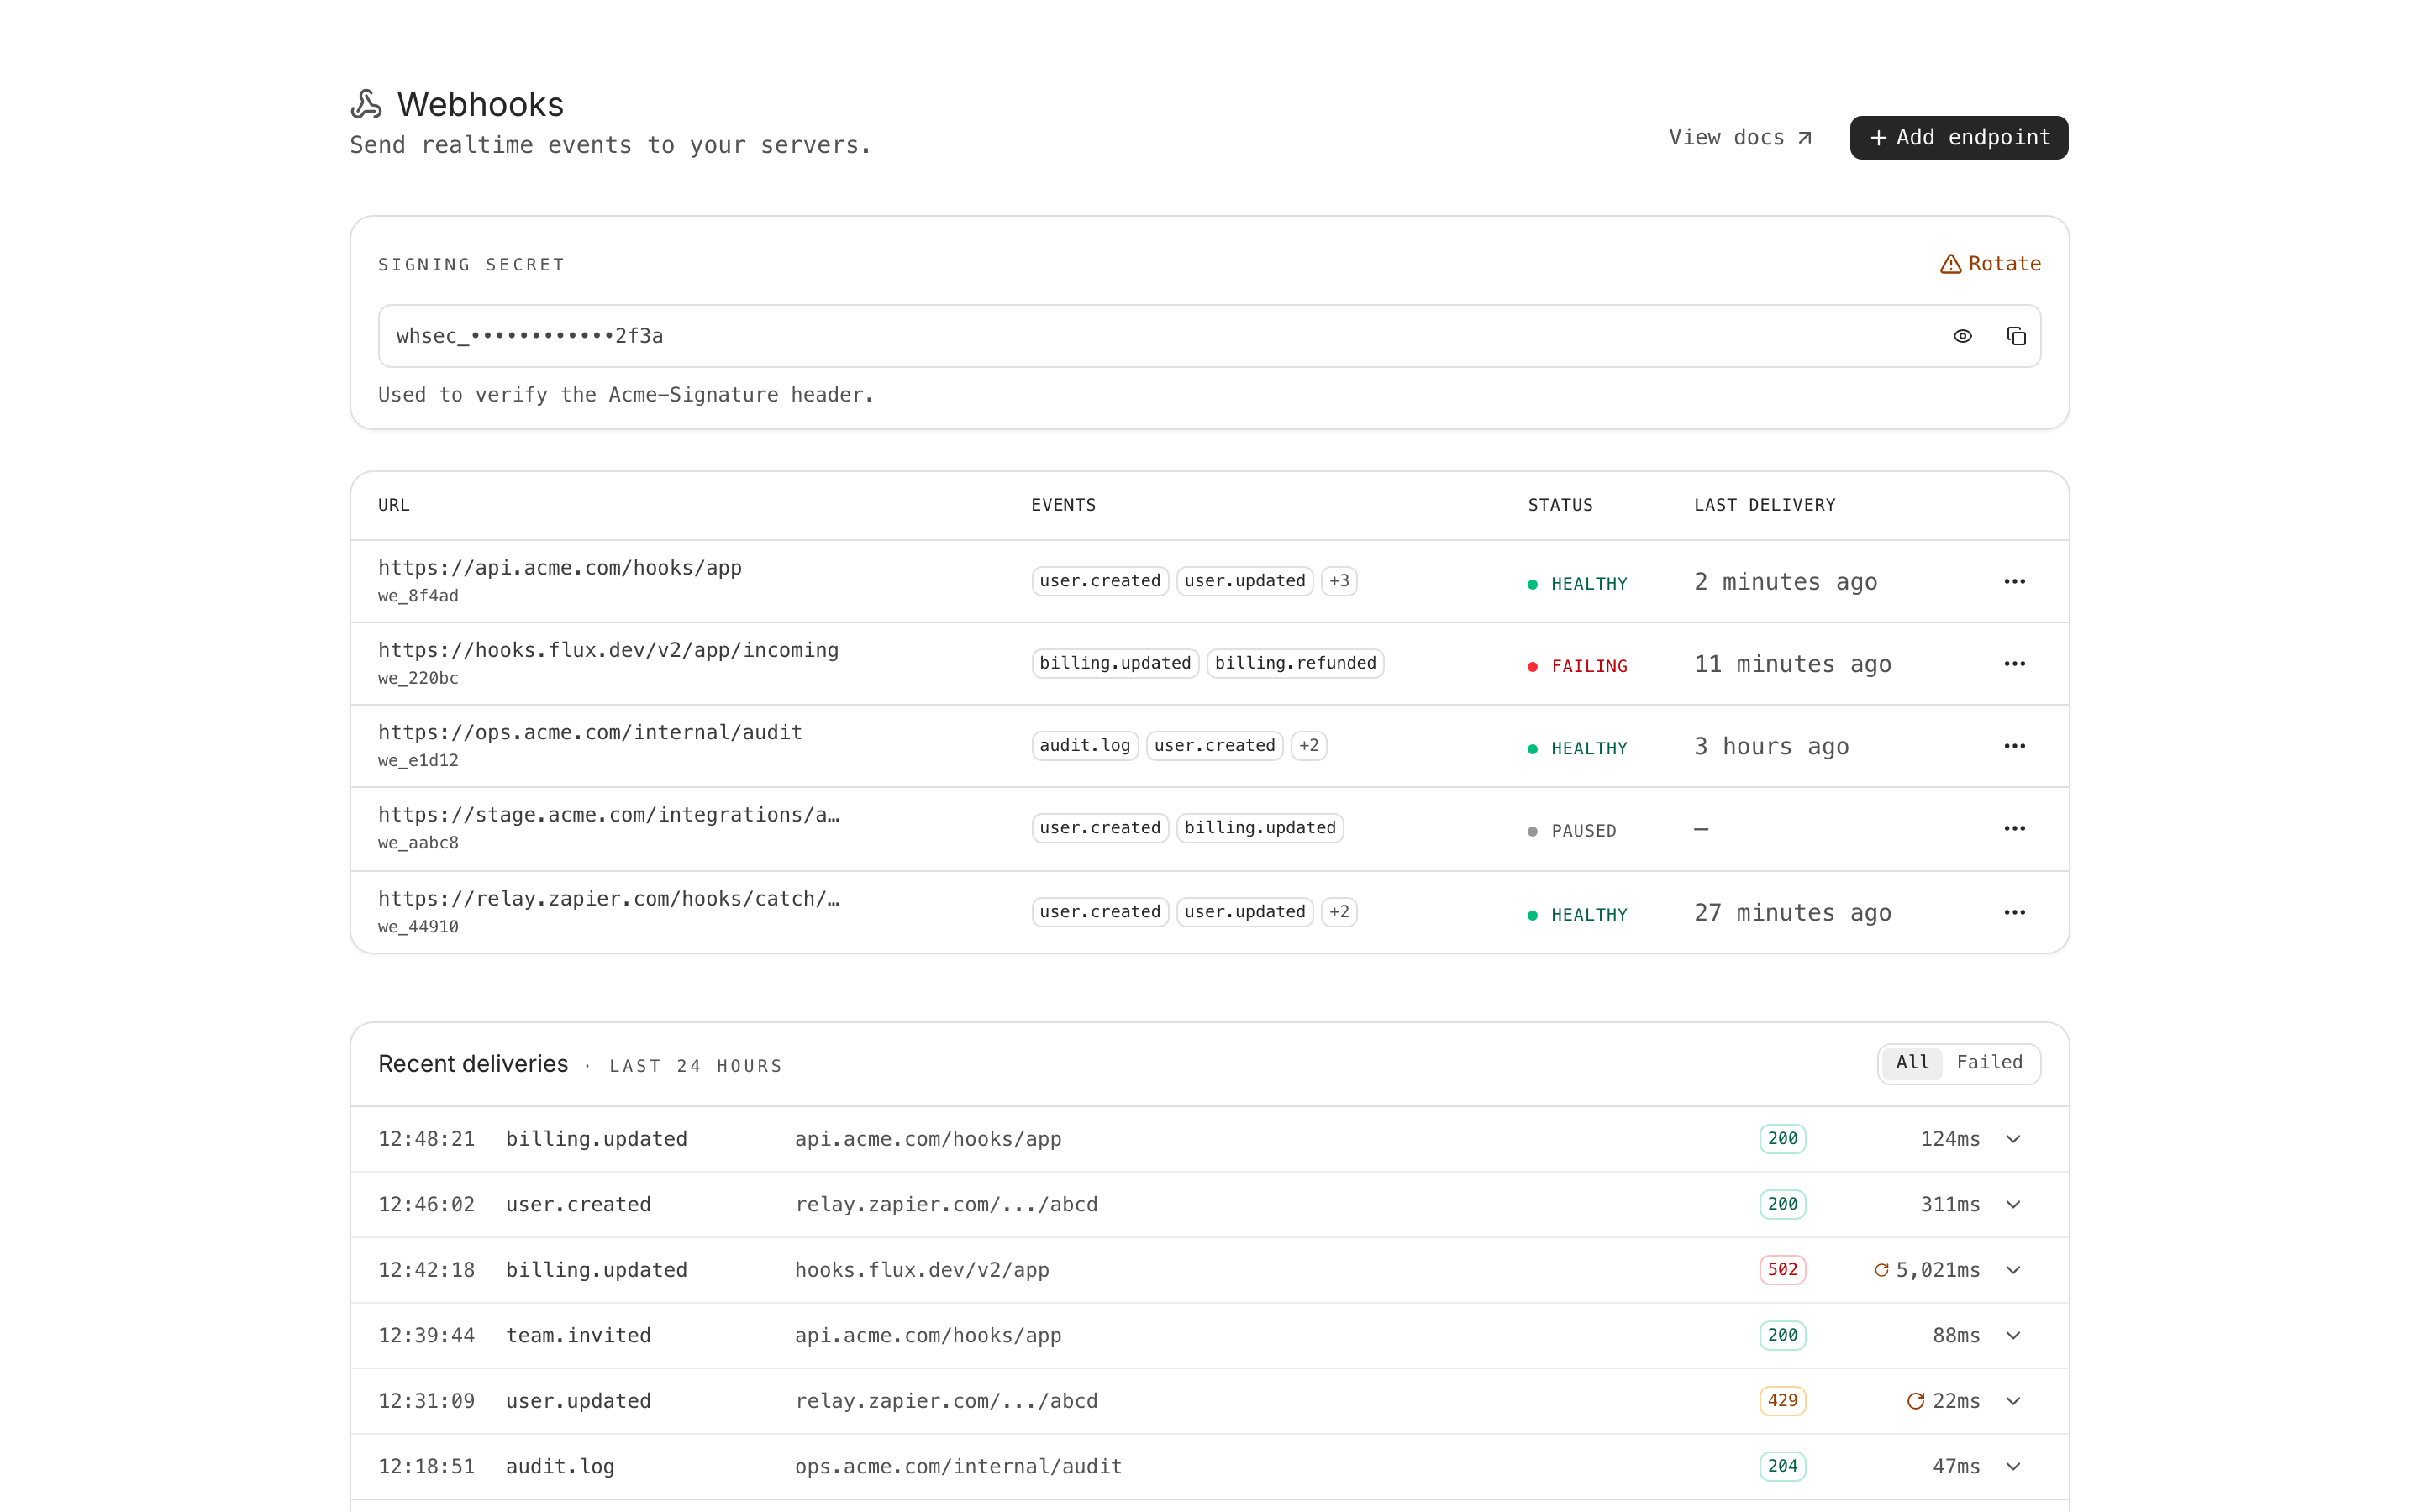 Webhooks
Send realtime events to your servers.
View docs
Add endpoint
SIGNING SECRET
Rotate
whsec_••••••••••••2f3a
Used to verify the Acme-Signature header.
URL EVENTS STATUS LAST DELIVERY
https://api.acme.com/hooks/app
we_8f4ad
user.created user.updated +3 HEALTHY 2 minutes ago
https://hooks.flux.dev/v2/app/incoming
we_220bc
billing.updated billing.refunded FAILING 11 minutes ago
https://ops.acme.com/internal/audit
we_e1d12
audit.log user.created +2 HEALTHY 3 hours ago
https://stage.acme.com/integrations/a…
we_aabc8
user.created billing.updated PAUSED —
https://relay.zapier.com/hooks/catch/…
we_44910
user.created user.updated +2 HEALTHY 27 minutes ago
Recent deliveries · LAST 24 HOURS
All Failed
12:48:21 billing.updated api.acme.com/hooks/app 200 124ms
12:46:02 user.created relay.zapier.com/.../abcd 200 311ms
12:42:18 billing.updated hooks.flux.dev/v2/app 502 5,021ms
12:39:44 team.invited api.acme.com/hooks/app 200 88ms
12:31:09 user.updated relay.zapier.com/.../abcd 429 22ms
12:18:51 audit.log ops.acme.com/internal/audit 204 47ms